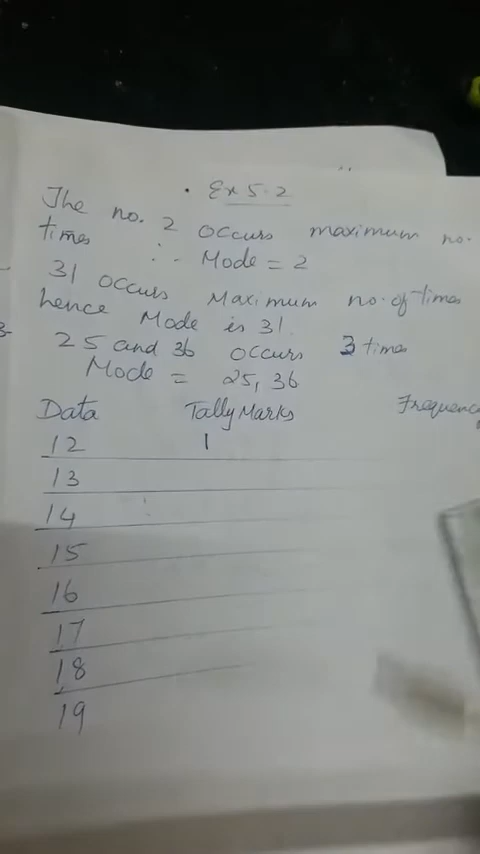 Ex 5.2
The no. 2 occurs maximum no.
times ∴ Mode = 2
31 occurs Maximum no. of times
hence Mode is 31.
25 and 36 occurs 3 times
Mode = 25, 36
Data Tally Marks Frequency
12 |
13
14
15
16
17
18
19